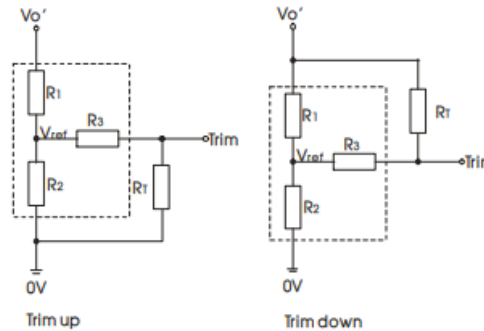 Vo'
R1
Vref
R3
Trim
R2
RT
0V
Trim up
Vo'
R1
RT
Vref
R3
Trim
R2
0V
Trim down